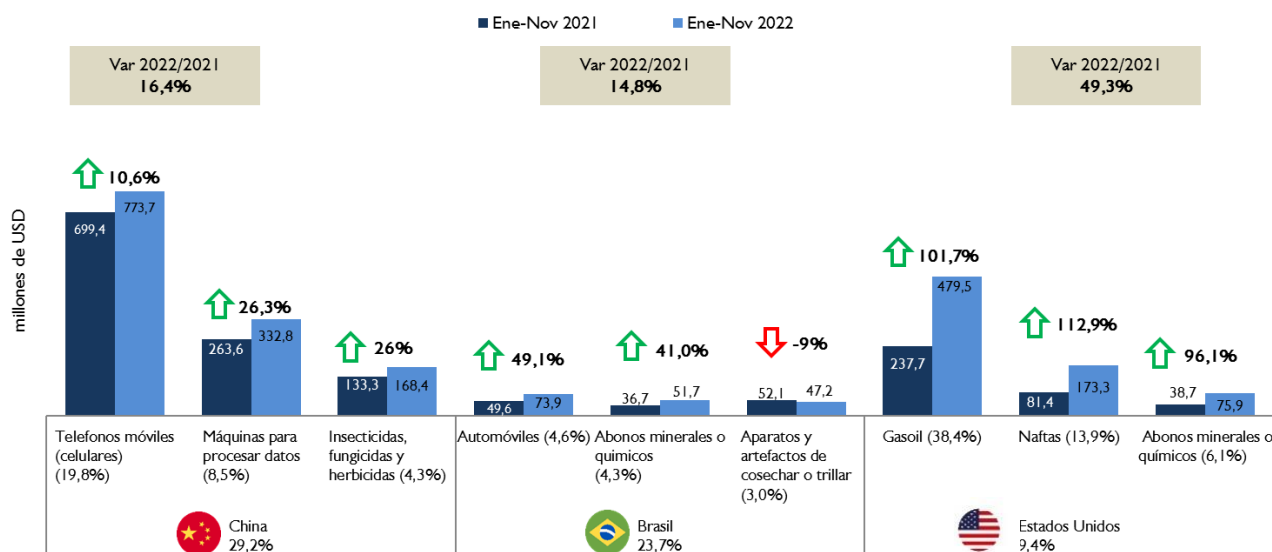 Ene-Nov 2021 Ene-Nov 2022
Var 2022/2021
16,4%
Var 2022/2021
14,8%
Var 2022/2021
49,3%
millones de USD
10,6%
699,4
773,7
26,3%
263,6
332,8
26%
133,3
168,4
49,1%
49,6
73,9
41,0%
36,7
51,7
-9%
52,1
47,2
101,7%
237,7
479,5
112,9%
81,4
173,3
96,1%
38,7
75,9
Telefonos móviles
(celulares)
(19,8%)
Máquinas para
procesar datos
(8,5%)
Insecticidas,
fungicidas y
herbicidas (4,3%)
Automóviles (4,6%)
Abonos minerales o
quimicos
(4,3%)
Aparatos y
artefactos de
cosechar o trillar
(3,0%)
Gasoil (38,4%)
Naftas (13,9%)
Abonos minerales o
químicos (6,1%)
China
29,2%
Brasil
23,7%
Estados Unidos
9,4%